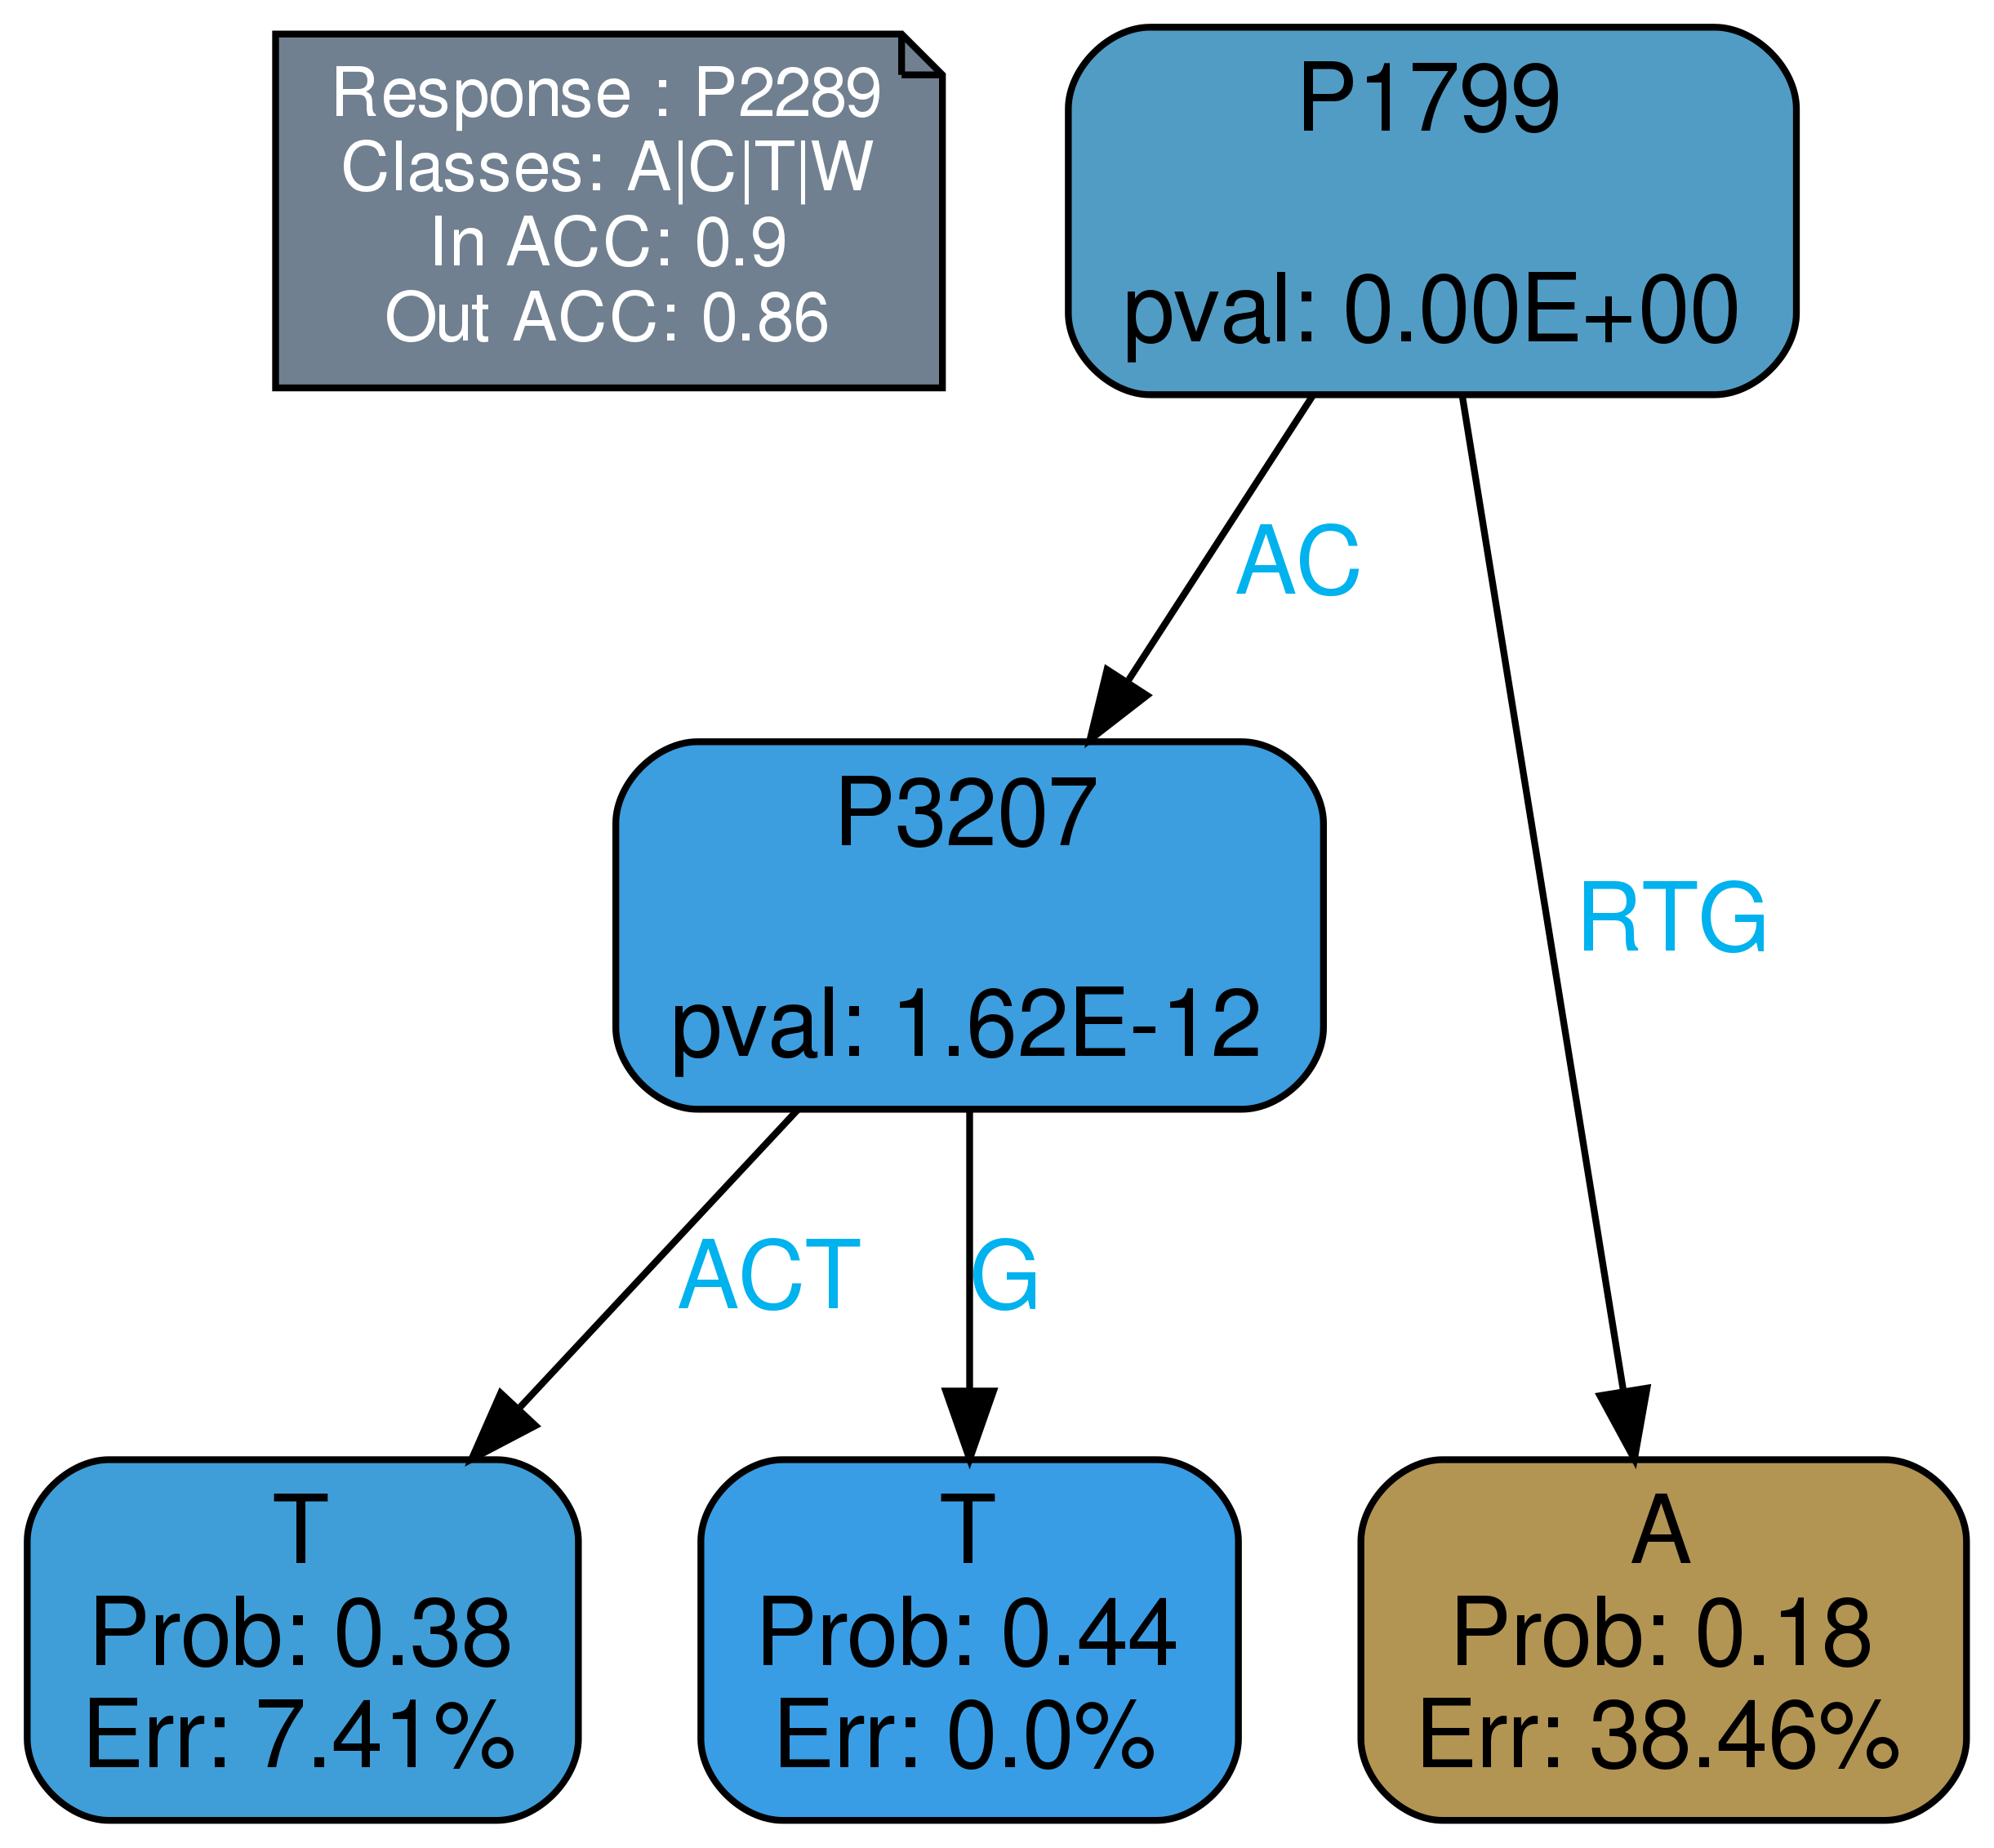 Response : P2289
Classes: A|C|T|W
In ACC: 0.9
Out ACC: 0.86
P1799
pval: 0.00E+00
AC
RTG
P3207
pval: 1.62E-12
ACT
G
T
Prob: 0.38
Err: 7.41%
T
Prob: 0.44
Err: 0.0%
A
Prob: 0.18
Err: 38.46%